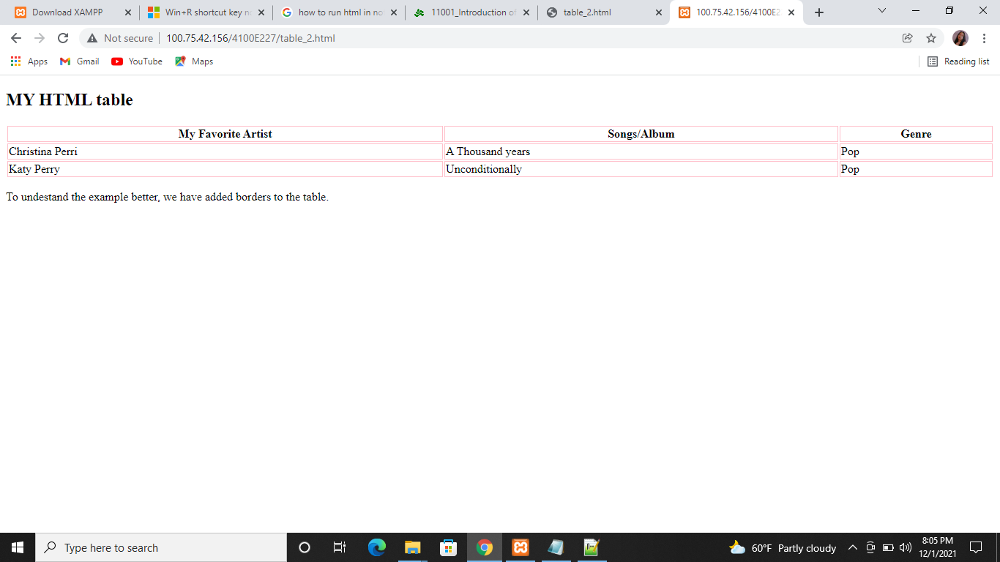 Download XAMPP
Win+R shortcut key n
how to run html in no
11001_Introduction of
table_2.html
100.75.42.156/4100E2
Not secure
100.75.42.156/4100E227/table_2.html
Apps
Gmail
YouTube
Maps
Reading list
MY HTML table
My Favorite Artist Songs/Album Genre
Christina Perri A Thousand years Pop
Katy Perry Unconditionally Pop
To undestand the example better, we have added borders to the table.
Type here to search
60°F Partly cloudy
8:05 PM
12/1/2021